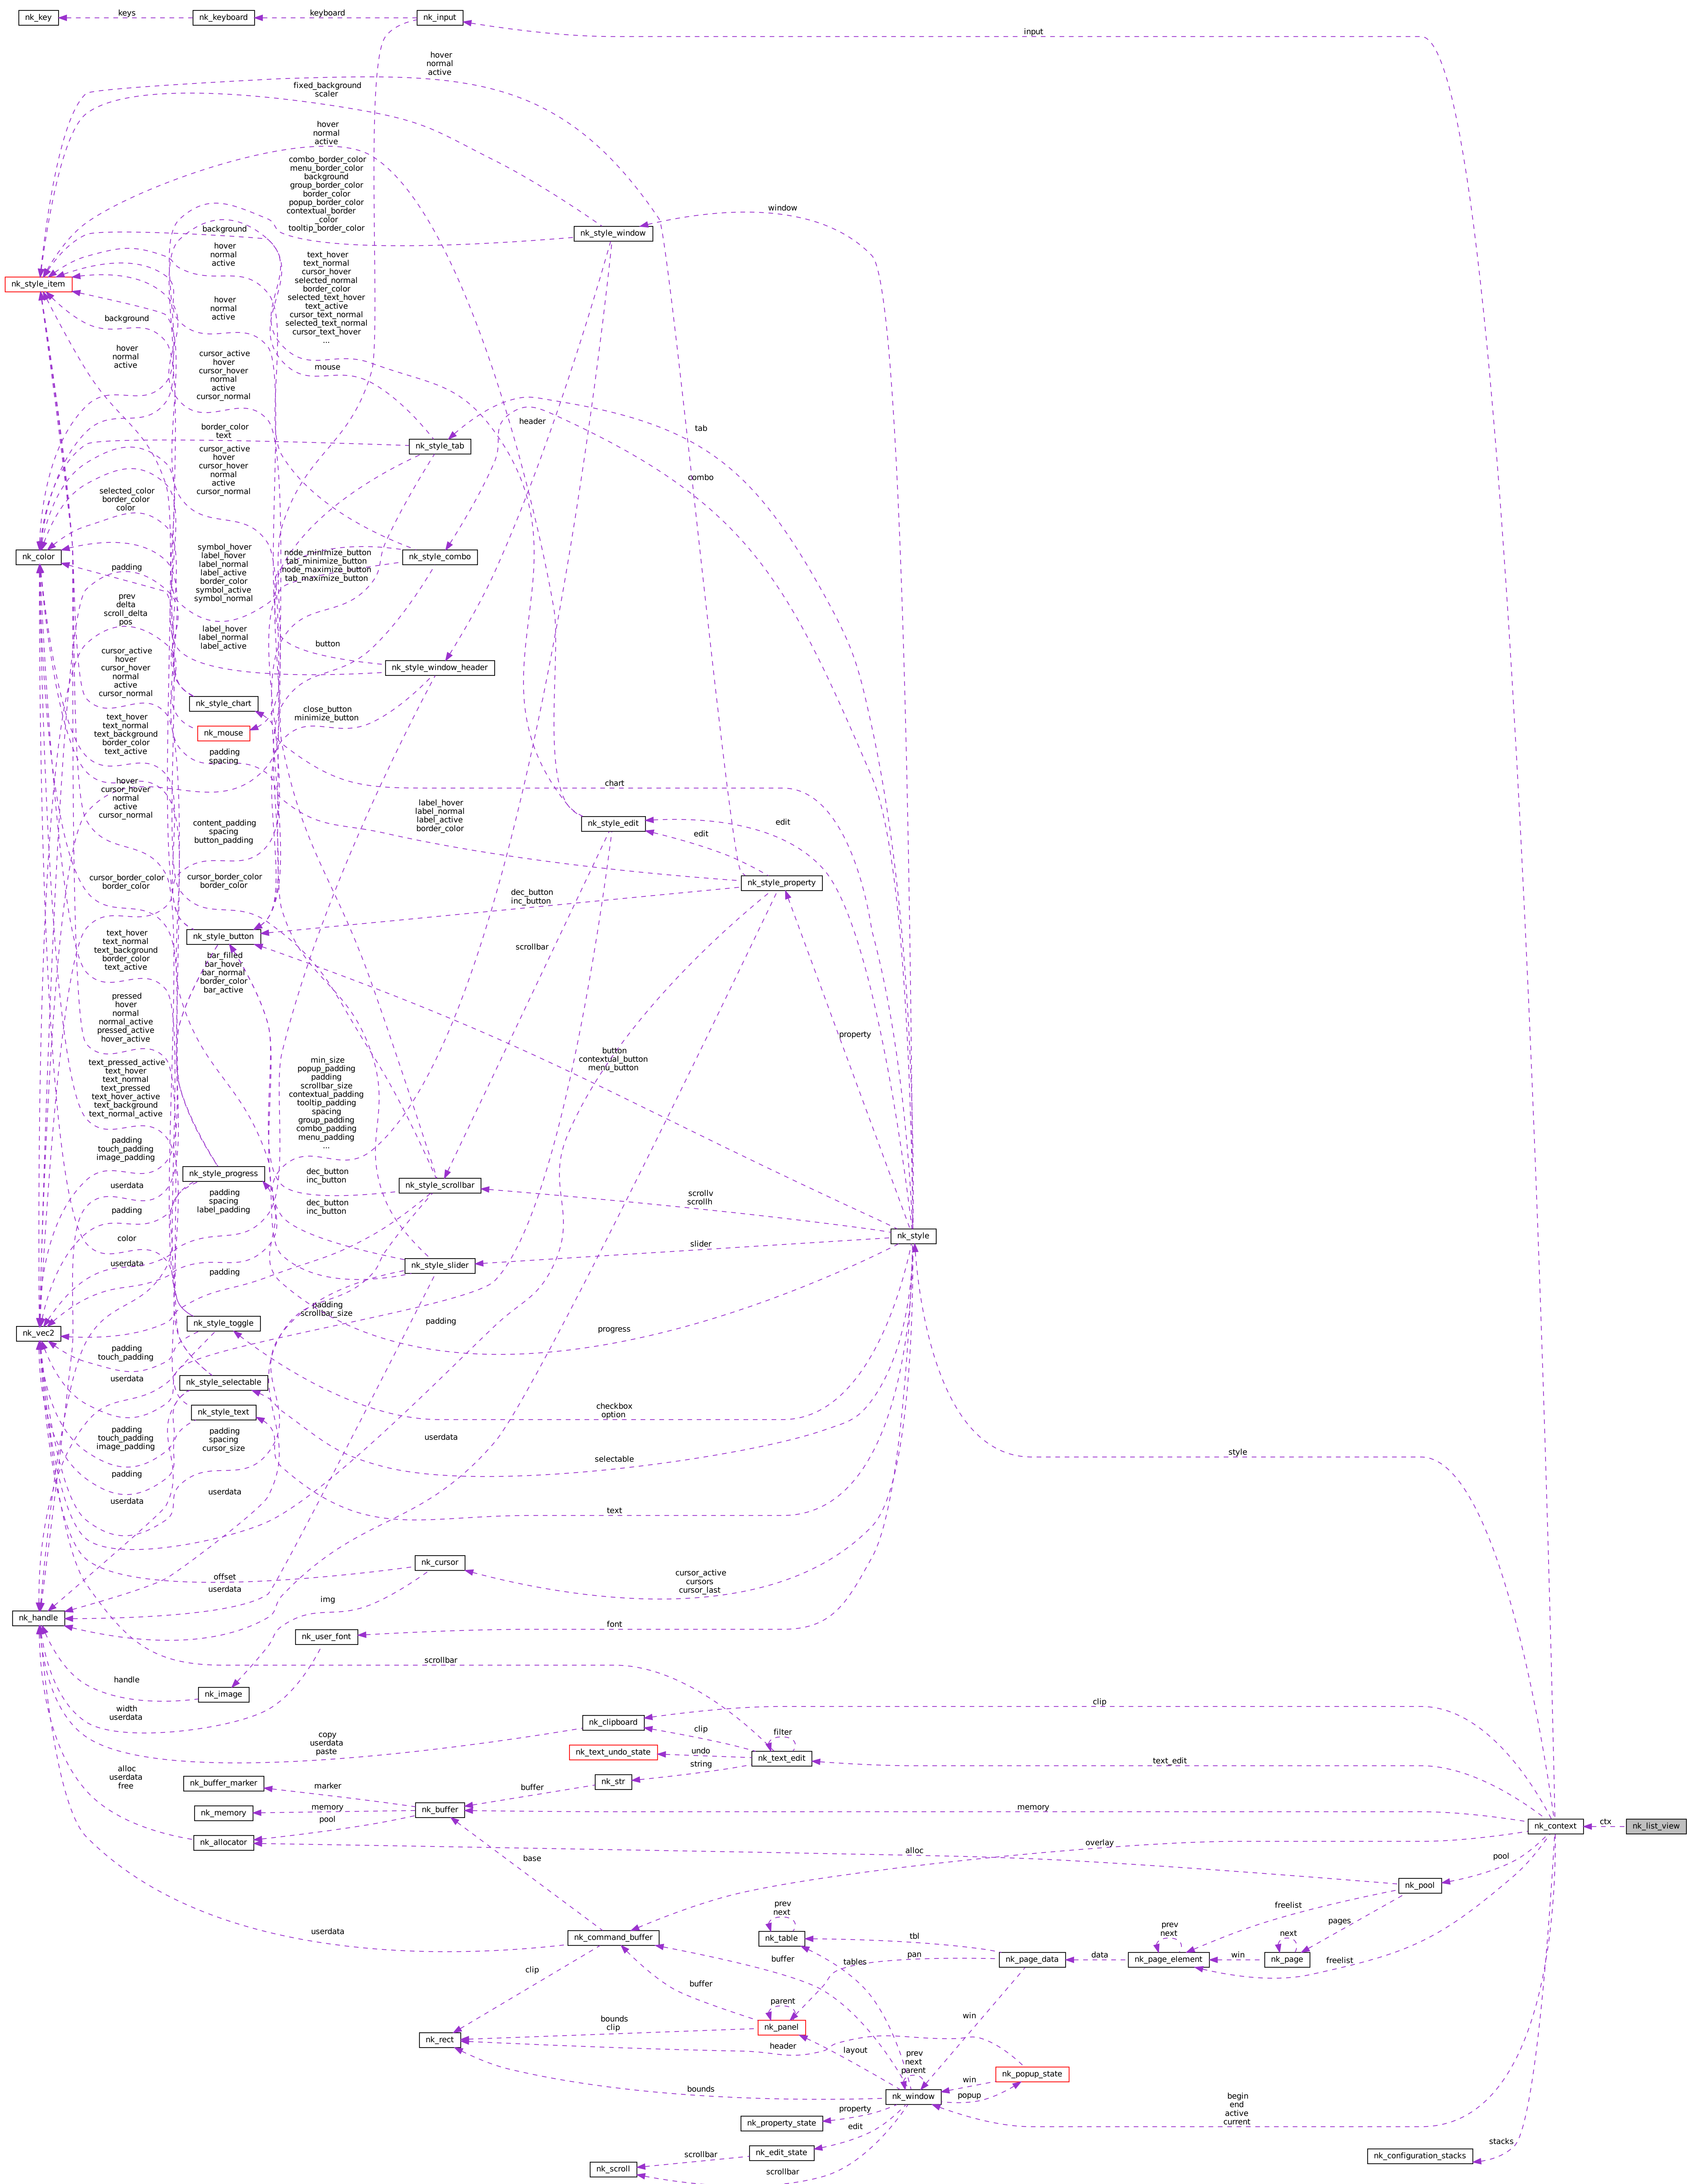 nk_key
keys
nk_keyboard
keyboard
nk_input
input
hover
normal
active
fixed_background
scaler
hover
normal
active
combo_border_color
menu_border_color
background
group_border_color
border_color
popup_border_color
contextual_border
_color
tooltip_border_color
window
nk_style_window
background
hover
normal
active
text_hover
text_normal
cursor_hover
selected_normal
border_color
selected_text_hover
text_active
cursor_text_normal
selected_text_normal
cursor_text_hover
...
nk_style_item
background
hover
normal
active
hover
normal
active
mouse
cursor_active
hover
cursor_hover
normal
active
cursor_normal
header
tab
border_color
text
nk_style_tab
cursor_active
hover
cursor_hover
normal
active
cursor_normal
combo
selected_color
border_color
color
nk_color
symbol_hover
label_hover
label_normal
label_active
border_color
symbol_active
symbol_normal
node_minimize_button
tab_minimize_button
node_maximize_button
tab_maximize_button
nk_style_combo
padding
prev
delta
scroll_delta
pos
label_hover
label_normal
label_active
button
nk_style_window_header
cursor_active
hover
cursor_hover
normal
active
cursor_normal
nk_style_chart
close_button
minimize_button
nk_mouse
text_hover
text_normal
text_background
border_color
text_active
padding
spacing
hover
cursor_hover
normal
active
cursor_normal
chart
label_hover
label_normal
label_active
border_color
nk_style_edit
edit
edit
content_padding
spacing
button_padding
cursor_border_color
border_color
cursor_border_color
border_color
nk_style_property
dec_button
inc_button
text_hover
text_normal
text_background
border_color
text_active
nk_style_button
scrollbar
bar_filled
bar_hover
bar_normal
border_color
bar_active
pressed
hover
normal
normal_active
pressed_active
hover_active
property
button
contextual_button
menu_button
text_pressed_active
text_hover
text_normal
text_pressed
text_hover_active
text_background
text_normal_active
min_size
popup_padding
padding
scrollbar_size
contextual_padding
tooltip_padding
spacing
group_padding
combo_padding
menu_padding
...
padding
touch_padding
image_padding
nk_style_progress
dec_button
inc_button
nk_style_scrollbar
scrollv
scrollh
userdata
padding
padding
spacing
label_padding
dec_button
inc_button
nk_style
color
slider
userdata
padding
nk_style_slider
nk_vec2
nk_style_toggle
padding
scrollbar_size
padding
progress
padding
touch_padding
userdata
nk_style_selectable
nk_style_text
checkbox
option
padding
touch_padding
image_padding
padding
spacing
cursor_size
userdata
selectable
padding
userdata
userdata
text
style
nk_cursor
offset
userdata
cursor_active
cursors
cursor_last
img
nk_handle
nk_user_font
font
scrollbar
handle
nk_image
width
userdata
clip
nk_clipboard
clip
filter
copy
userdata
paste
nk_text_undo_state
undo
nk_text_edit
text_edit
string
alloc
userdata
free
nk_buffer_marker
marker
buffer
nk_str
nk_memory
memory
pool
nk_buffer
memory
nk_context
ctx
nk_list_view
nk_allocator
overlay
alloc
base
pool
nk_pool
prev
next
freelist
userdata
nk_command_buffer
nk_table
tbl
prev
next
next
pages
pan
nk_page_data
data
nk_page_element
win
nk_page
freelist
buffer
tables
clip
buffer
parent
nk_panel
win
bounds
clip
nk_rect
header
layout
prev
next
parent
nk_popup_state
win
popup
bounds
nk_window
begin
end
active
current
property
nk_property_state
edit
nk_edit_state
stacks
nk_configuration_stacks
scrollbar
nk_scroll
scrollbar